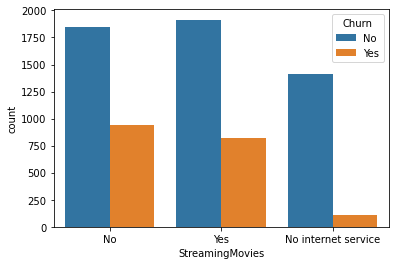 2000
1750
1500
1250
1000
750
500
250
0
count
Churn
No
Yes
No
Yes
No internet service
StreamingMovies